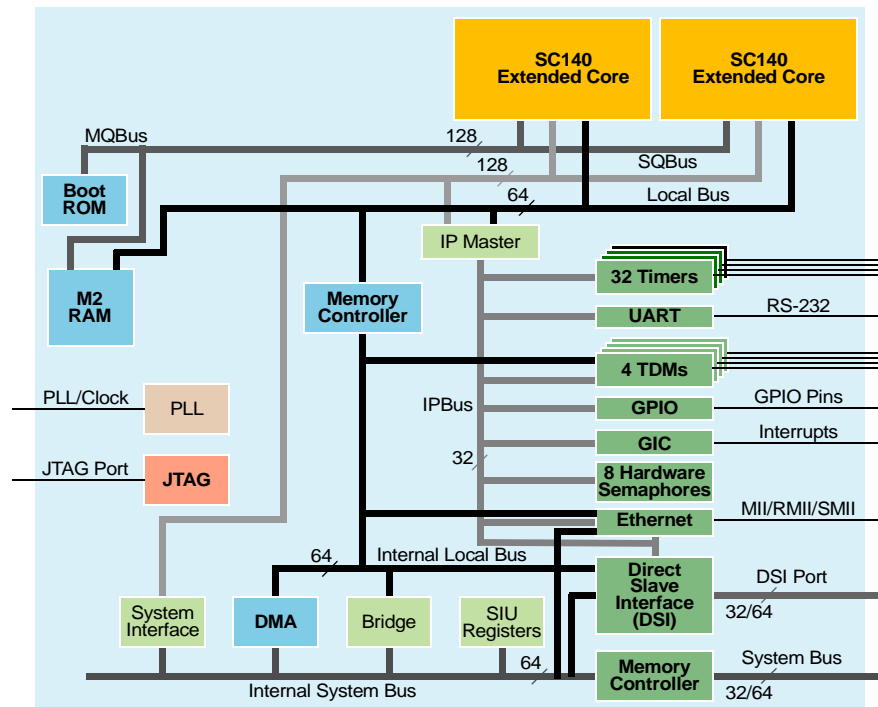 SC140
Extended Core
SC140
Extended Core
MQBus
128
SQBus
128
Boot
ROM
64
Local Bus
IP Master
M2
RAM
Memory
Controller
32 Timers
UART
RS-232
4 TDMs
PLL/Clock
PLL
IPBus
GPIO
GPIO Pins
GIC
Interrupts
JTAG Port
JTAG
32
8 Hardware
Semaphores
Ethernet
MII/RMII/SMII
64
Internal Local Bus
Direct
Slave
Interface
(DSI)
DSI Port
32/64
System
Interface
DMA
Bridge
SIU
Registers
64
Internal System Bus
Memory
Controller
System Bus
32/64